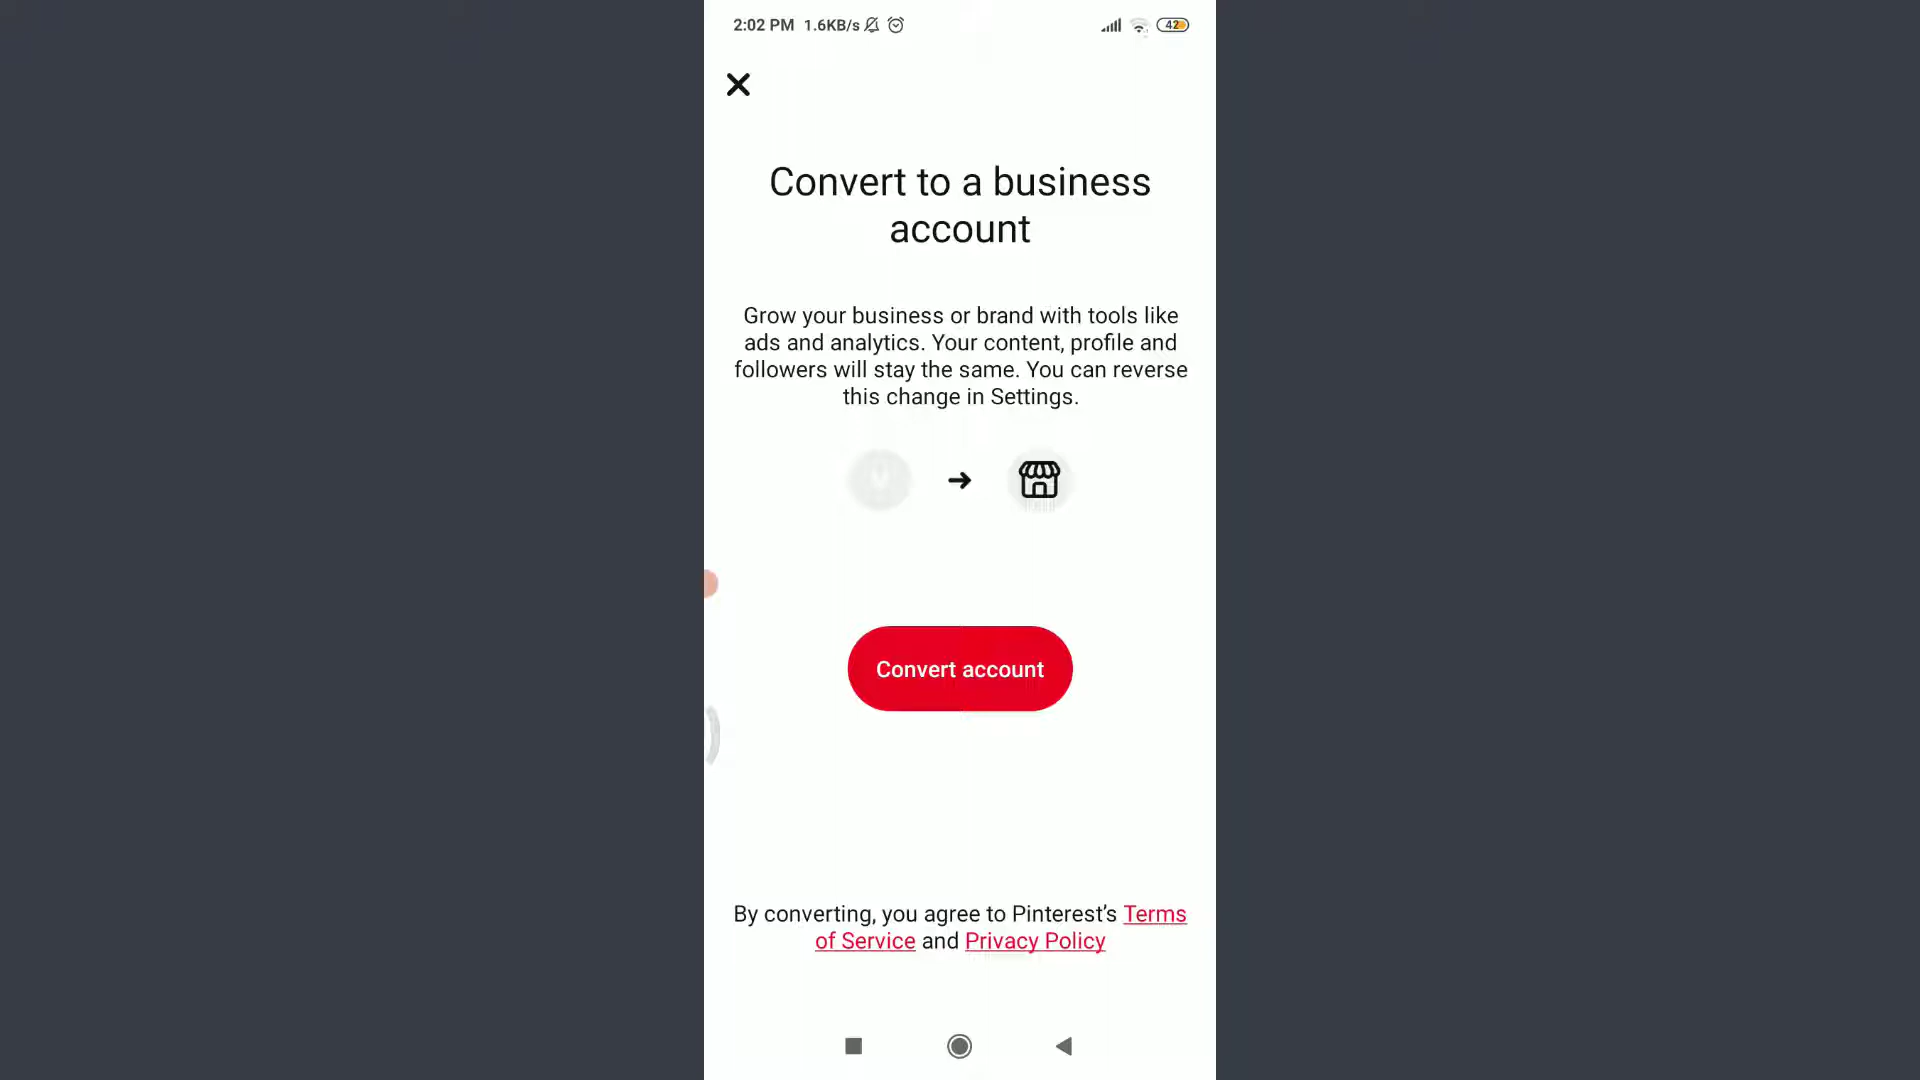 2:02 PM 1.6KB/s 42
Convert to a business
account
Grow your business or brand with tools like
ads and analytics. Your content, profile and
followers will stay the same. You can reverse
this change in Settings.
Convert account
By converting, you agree to Pinterest’s Terms
of Service and Privacy Policy